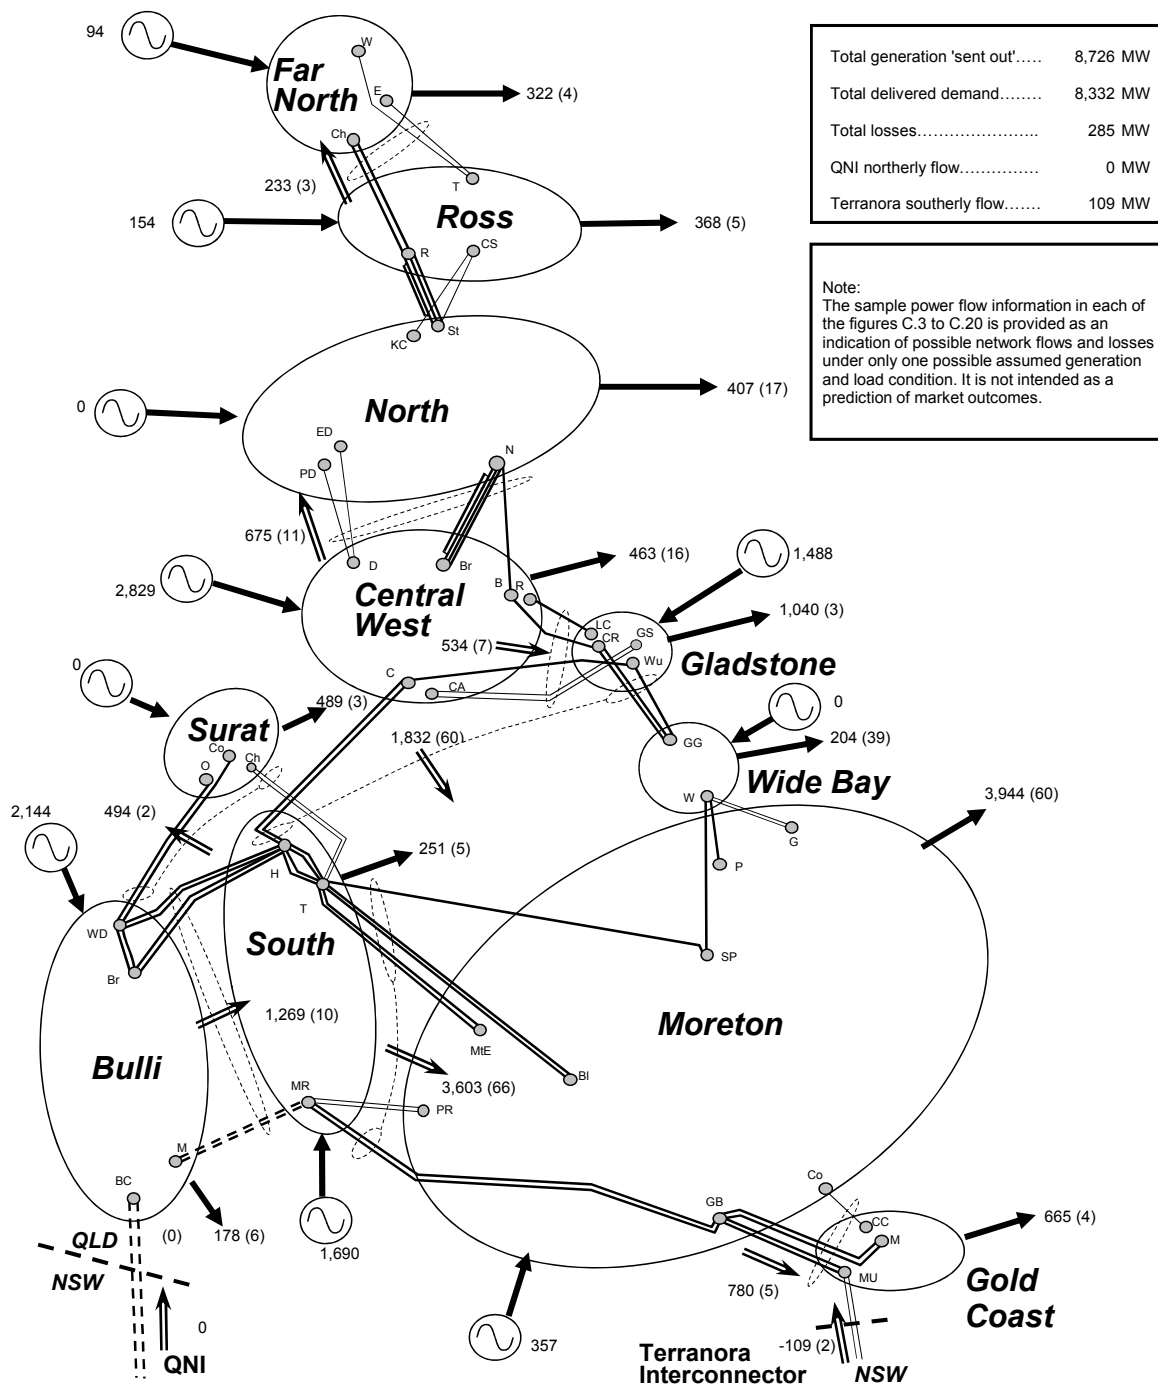 94
W
Far
North
E
322 (4)
Ch
233 (3)
T
154
Ross
368 (5)
R
CS
St
KC
0
North
407 (17)
ED
PD
N
675 (11)
2,829
D
Br
463 (16)
1,488
B
R
Central
West
1,040 (3)
LC
CR
GS
534 (7)
Wu
Gladstone
0
C
CA
489 (3)
Surat
Co
O
Ch
1,832 (60)
0
GG
204 (39)
Wide Bay
W
G
P
2,144
494 (2)
3,944 (60)
251 (5)
H
T
WD
South
SP
Br
1,269 (10)
Moreton
Bulli
MtE
BI
3,603 (66)
MR
PR
M
BC
(0)
178 (6)
1,690
QLD
NSW
0
QNI
Co
GB
CC
M
MU
665 (4)
780 (5)
Gold
Coast
357
-109 (2)
Terranora
Interconnector
NSW
Total generation 'sent out'..... 8,726 MW
Total delivered demand........ 8,332 MW
Total losses..................... 285 MW
QNI northerly flow............... 0 MW
Terranora southerly flow....... 109 MW
Note:
The sample power flow information in each of
the figures C.3 to C.20 is provided as an
indication of possible network flows and losses
under only one possible assumed generation
and load condition. It is not intended as a
prediction of market outcomes.